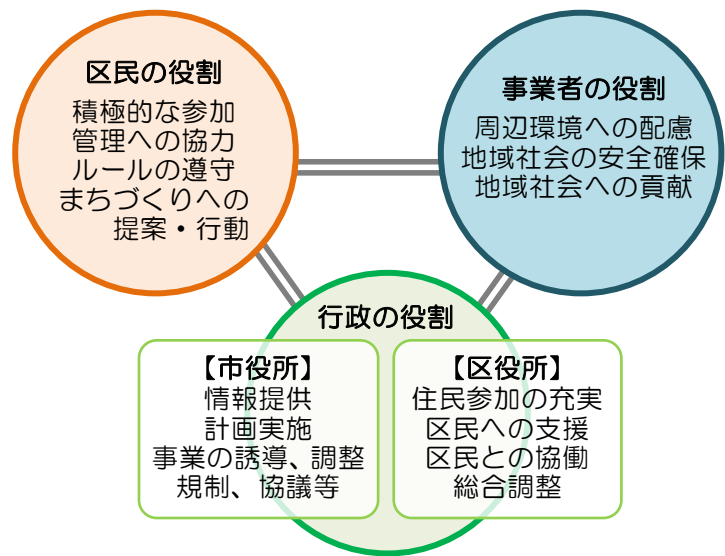 区民の役割
積極的な参加
管理への協力
ルールの遵守
まちづくりへの
提案・行動
事業者の役割
周辺環境への配慮
地域社会の安全確保
地域社会への貢献
行政の役割
【市役所】
情報提供
計画実施
事業の誘導、調整
規制、協議等
【区役所】
住民参加の充実
区民への支援
区民との協働
総合調整